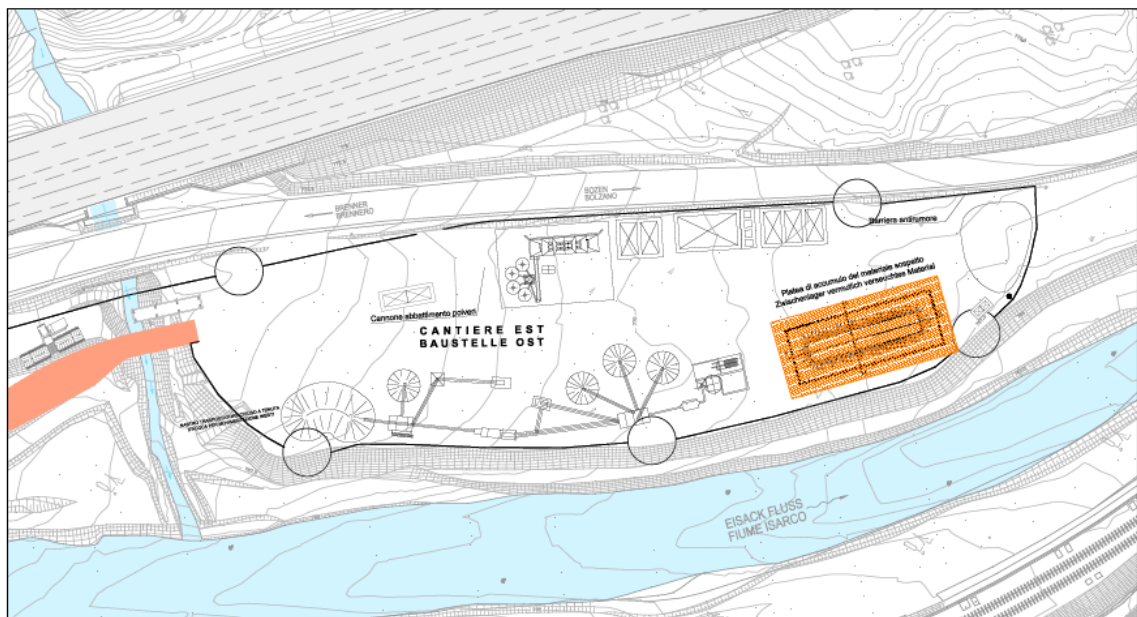 BOZEN
BOLZANO
BRENNER
BRENNERO
Barriera antirumore
Platea di accumulo del materiale sospetto
Zwischenlager vermutlich verseuchtes Material
Cannone abbattimento polveri
CANTIERE EST
BAUSTELLE OST
EISACK FLUSS
FIUME ISARCO